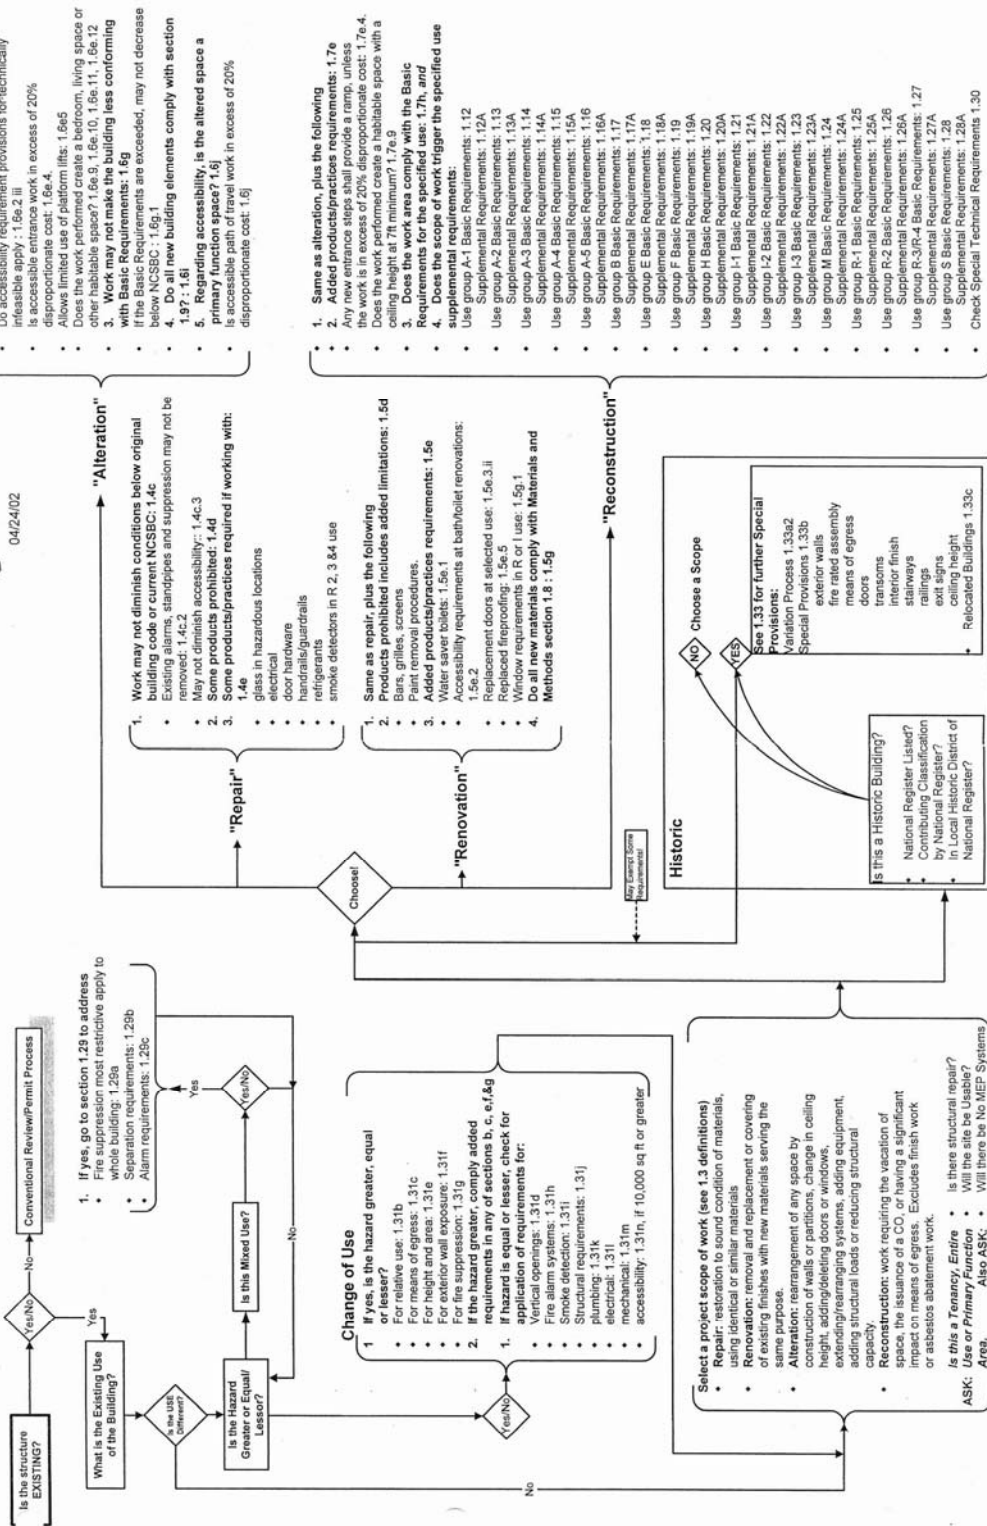 04/24/02
Is the structure
EXISTING?
Yes/No
No
Conventional Review/Permit Process
Yes
What is the Existing Use
of the Building?
Is the USE
Different?
No
Is the Hazard
Greater or Equal/
Lessor?
Is this Mixed Use?
Yes/No
Yes
No
1. If yes, go to section 1.29 to address
• Fire suppression most restrictive apply to
whole building: 1.29a
• Separation requirements: 1.29b
• Alarm requirements: 1.29c
Yes/No
Change of Use
1 If yes, is the hazard greater, equal
or lesser?
• For relative use: 1.31b
• For means of egress: 1.31c
• For height and area: 1.31e
• For exterior wall exposure: 1.31f
• For fire suppression: 1.31g
2. If the hazard greater, comply added
requirements in any of sections b, c, e,f,&g
1. If hazard is equal or lesser, check for
application of requirements for:
• Vertical openings: 1.31d
• Fire alarm systems: 1.31h
• Smoke detection: 1.31i
• Structural requirements: 1.31j
• plumbing: 1.31k
• electrical: 1.31l
• mechanical: 1.31m
• accessibility: 1.31n, if 10,000 sq ft or greater
Select a project scope of work (see 1.3 definitions)
• Repair: restoration to sound condition of materials,
using identical or similar materials
• Renovation: removal and replacement or covering
of existing finishes with new materials serving the
same purpose.
• Alteration: rearrangement of any space by
construction of walls or partitions, change in ceiling
height, adding/deleting doors or windows,
extending/rearranging systems, adding equipment,
adding structural loads or reducing structural
capacity.
• Reconstruction: work requiring the vacation of
space, the issuance of a CO, or having a significant
impact on means of egress. Excludes finish work
or asbestos abatement work.
ASK: Is this a Tenancy, Entire
Use or Primary Function
Area.
Also ASK:
• Is there structural repair?
• Will the site be Usable?
• Will there be No MEP Systems
Choose!
"Alteration"
• Do accessibility requirement provisions for-technically
infeasible apply : 1.6e.2 iii
• Is accessible entrance work in excess of 20%
disproportionate cost: 1.6e.4.
• Allows limited use of platform lifts: 1.6e5
• Does the work performed create a bedroom, living space or
other habitable space? 1.6e.9, 1.6e.10, 1.6e.11, 1.6e.12
3. Work may not make the building less conforming
with Basic Requirements: 1.6g
• If the Basic Requirements are exceeded, may not decrease
below NCSBC : 1.6g.1
4. Do all new building elements comply with section
1.9? : 1.6i
5. Regarding accessibility, is the altered space a
primary function space? 1.6j
• Is accessible path of travel work in excess of 20%
disproportionate cost: 1.6j
"Repair"
1. Work may not diminish conditions below original
building code or current NCSBC: 1.4c
• Existing alarms, standpipes and suppression may not be
removed: 1.4c.2
• May not diminish accessibility:: 1.4c.3
2. Some products prohibited: 1.4d
3. Some products/practices required if working with:
1.4e
• glass in hazardous locations
• electrical
• door hardware
• handrails/guardrails
• refrigerants
• smoke detectors in R 2, 3 &4 use
"Renovation"
1. Same as repair, plus the following
2. Products prohibited includes added limitations: 1.5d
• Bars, grilles, screens
• Paint removal procedures.
3. Added products/practices requirements: 1.5e
• Water saver toilets: 1.5e.1
• Accessibility requirements at bath/toilet renovations:
1.5e.2
• Replacement doors at selected use: 1.5e.3.ii
• Replaced fireproofing: 1.5e.5
• Window requirements in R or I use: 1.5g.1
4. Do all new materials comply with Materials and
Methods section 1.8 : 1.5g
"Reconstruction"
1. Same as alteration, plus the following
2. Added products/practices requirements: 1.7e
• Any new entrance steps shall provide a ramp, unless
the work is in excess of 20% disproportionate cost: 1.7e.4.
• Does the work performed create a habitable space with a
ceiling height at 7ft minimum? 1.7e.9
3. Does the work area comply with the Basic
Requirements for the specified use: 1.7h, and
4. Does the scope of work trigger the specified use
supplemental requirements:
• Use group A-1 Basic Requirements: 1.12
Supplemental Requirements: 1.12A
• Use group A-2 Basic Requirements: 1.13
Supplemental Requirements: 1.13A
• Use group A-3 Basic Requirements: 1.14
Supplemental Requirements: 1.14A
• Use group A-4 Basic Requirements: 1.15
Supplemental Requirements: 1.15A
• Use group A-5 Basic Requirements: 1.16
Supplemental Requirements: 1.16A
• Use group B Basic Requirements: 1.17
Supplemental Requirements: 1.17A
• Use group E Basic Requirements: 1.18
Supplemental Requirements: 1.18A
• Use group F Basic Requirements: 1.19
Supplemental Requirements: 1.19A
• Use group H Basic Requirements: 1.20
Supplemental Requirements: 1.20A
• Use group I-1 Basic Requirements: 1.21
Supplemental Requirements: 1.21A
• Use group I-2 Basic Requirements: 1.22
Supplemental Requirements: 1.22A
• Use group I-3 Basic Requirements: 1.23
Supplemental Requirements: 1.23A
• Use group M Basic Requirements: 1.24
Supplemental Requirements: 1.24A
• Use group R-1 Basic Requirements: 1.25
Supplemental Requirements: 1.25A
• Use group R-2 Basic Requirements: 1.26
Supplemental Requirements: 1.26A
• Use group R-3/R-4 Basic Requirements: 1.27
Supplemental Requirements: 1.27A
• Use group S Basic Requirements: 1.28
Supplemental Requirements: 1.28A
• Check Special Technical Requirements 1.30
May Exempt Some
Requirements!
Historic
Is this a Historic Building?
• National Register Listed?
• Contributing Classification
by National Register?
• In Local Historic District of
National Register?
NO
Choose a Scope
YES
See 1.33 for further Special
Provisions:
Variation Process 1.33a2
Special Provisions 1.33b
exterior walls
fire rated assembly
means of egress
doors
transoms
interior finish
stairways
railings
exit signs
ceiling height
• Relocated Buildings 1.33c